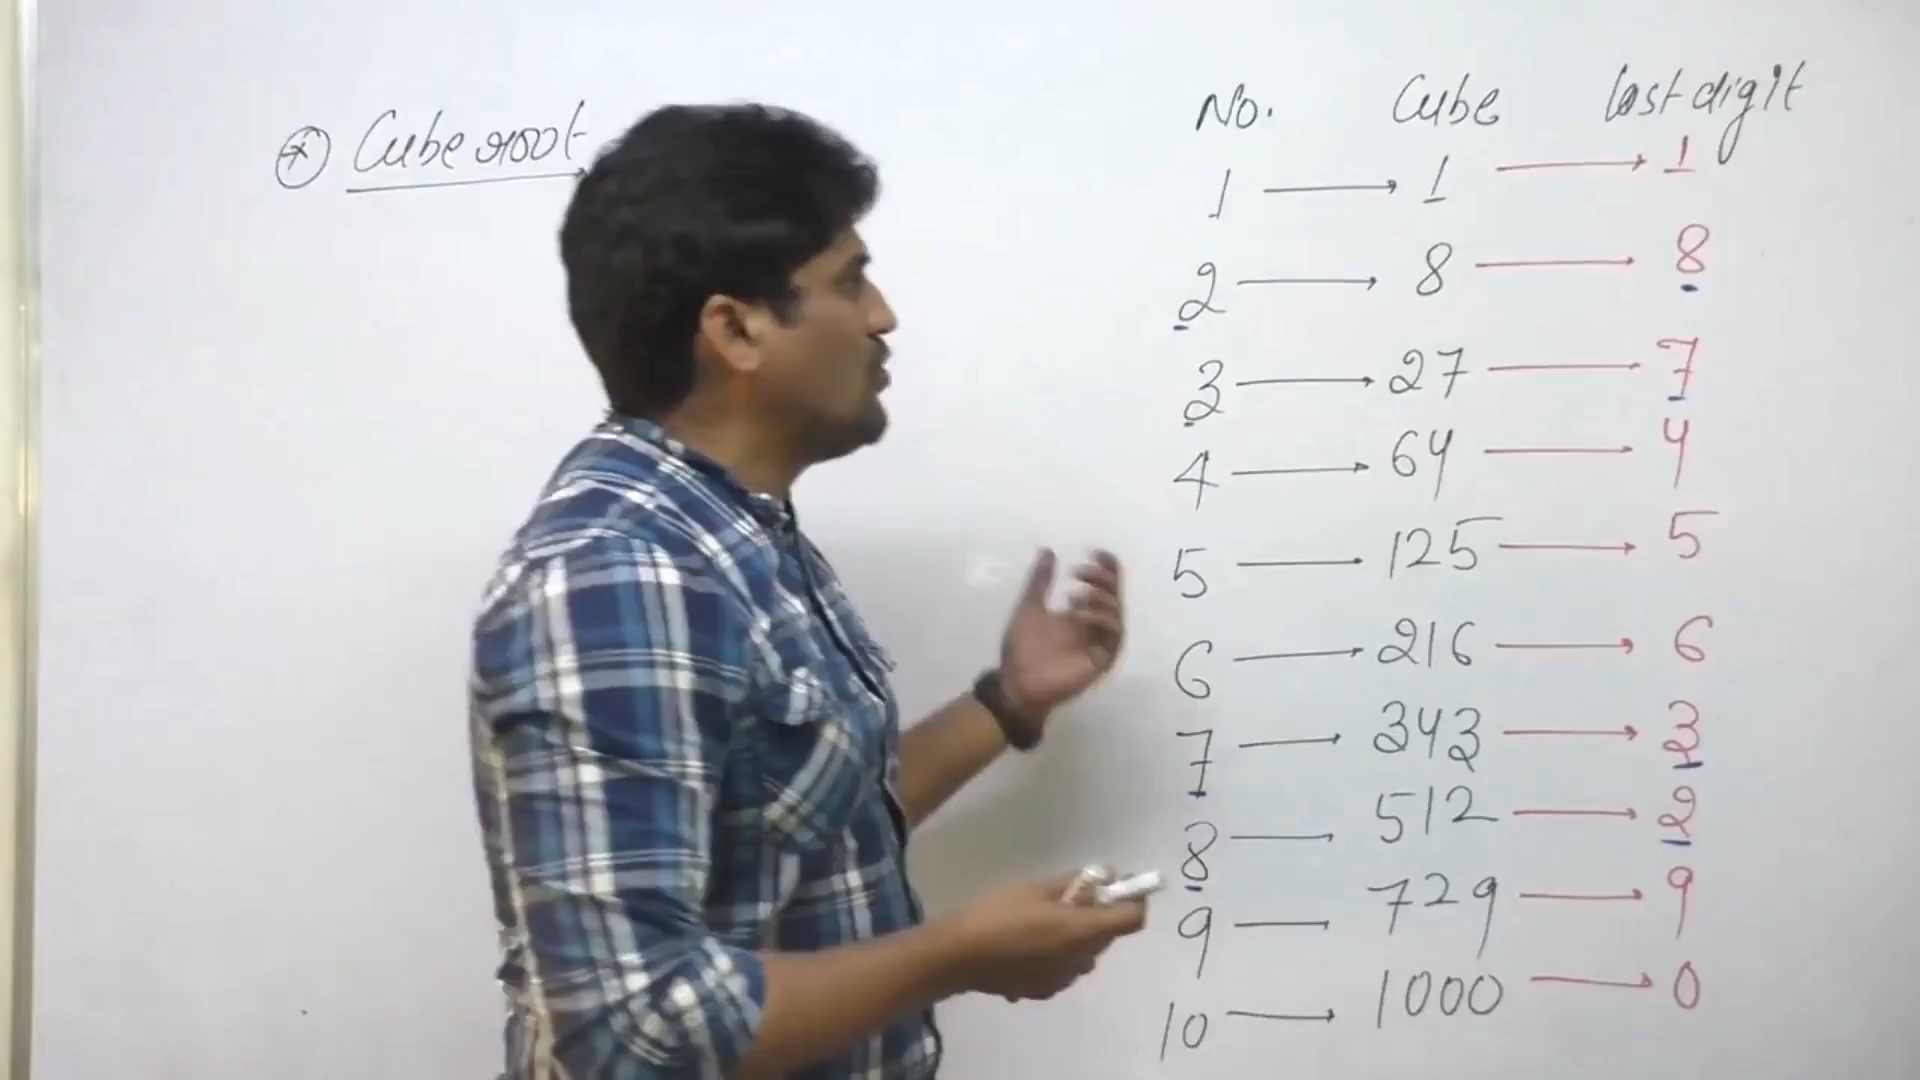 * Cube root
No. Cube last digit
1 → 1 → 1
2 → 8 → 8
3 → 27 — 7
4 → 64 → 4
5 → 125 → 5
6 → 216 → 6
7 → 343 → 3
8 — 512 → 2
9 — 729 → 9
10 → 1000 → 0